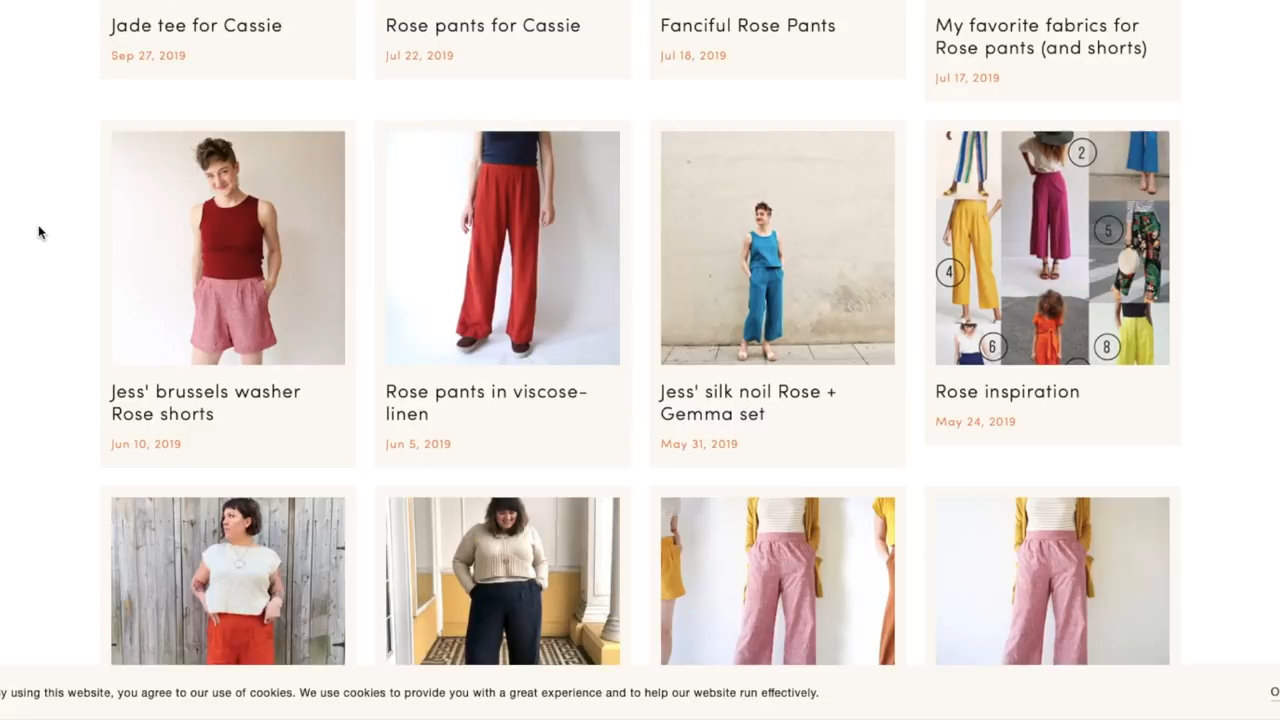 Jade tee for Cassie
Sep 27, 2019
Rose pants for Cassie
Jul 22, 2019
Fanciful Rose Pants
Jul 18, 2019
My favorite fabrics for
Rose pants (and shorts)
Jul 17, 2019
2
5
4
6
8
Jess' brussels washer
Rose shorts
Jun 10, 2019
Rose pants in viscose-
linen
Jun 5, 2019
Jess' silk noil Rose +
Gemma set
May 31, 2019
Rose inspiration
May 24, 2019
y using this website, you agree to our use of cookies. We use cookies to provide you with a great experience and to help our website run effectively.